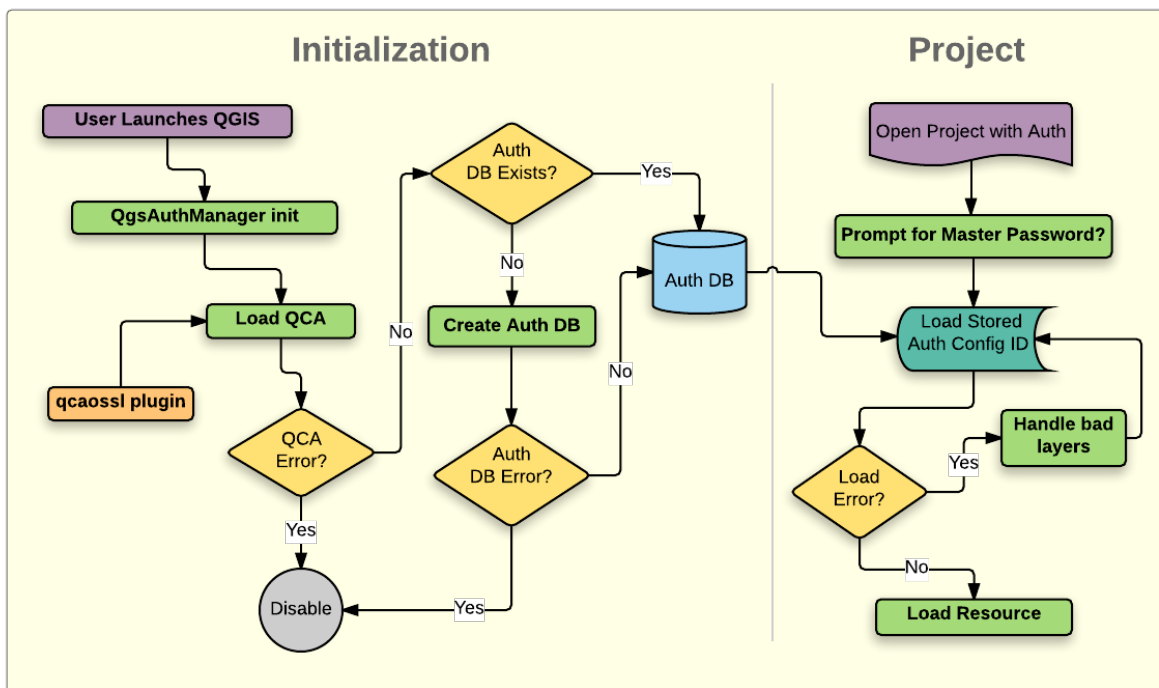 Initialization
User Launches QGIS
QgsAuthManager init
Load QCA
qcaossl plugin
QCA
Error?
Yes
Disable
No
Auth
DB Exists?
Yes
No
Create Auth DB
Auth
DB Error?
No
Yes
Auth DB
Project
Open Project with Auth
Prompt for Master Password?
Load Stored
Auth Config ID
Load
Error?
Yes
Handle bad
layers
No
Load Resource